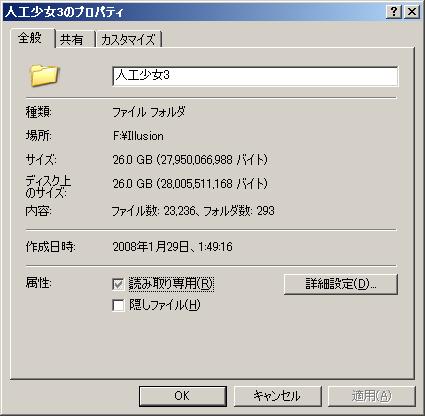 人工少女3のプロパティ
全般 共有 カスタマイズ
人工少女3
種類: ファイル フォルダ
場所: F:¥Illusion
サイズ: 26.0 GB (27,950,066,988 バイト)
ディスク上
のサイズ: 26.0 GB (28,005,511,168 バイト)
内容: ファイル数: 23,236、フォルダ数: 293
作成日時: 2008年1月29日、1:49:16
属性: 読み取り専用(R) 詳細設定(D)...
隠しファイル(H)
OK キャンセル 適用(A)